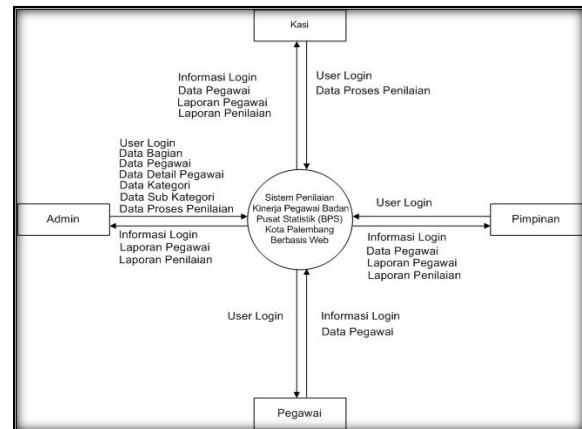 Kasi
Informasi Login
Data Pegawai
Laporan Pegawai
Laporan Penilaian
User Login
Data Proses Penilaian
User Login
Data Bagian
Data Pegawai
Data Detail Pegawai
Data Kategori
Data Sub Kategori
Data Proses Penilaian
Admin
Informasi Login
Laporan Pegawai
Laporan Penilaian
Sistem Penilaian
Kinerja Pegawai Badan
Pusat Statistik (BPS)
Kota Palembang
Berbasis Web
User Login
Pimpinan
Informasi Login
Data Pegawai
Laporan Pegawai
Laporan Penilaian
User Login
Informasi Login
Data Pegawai
Pegawai